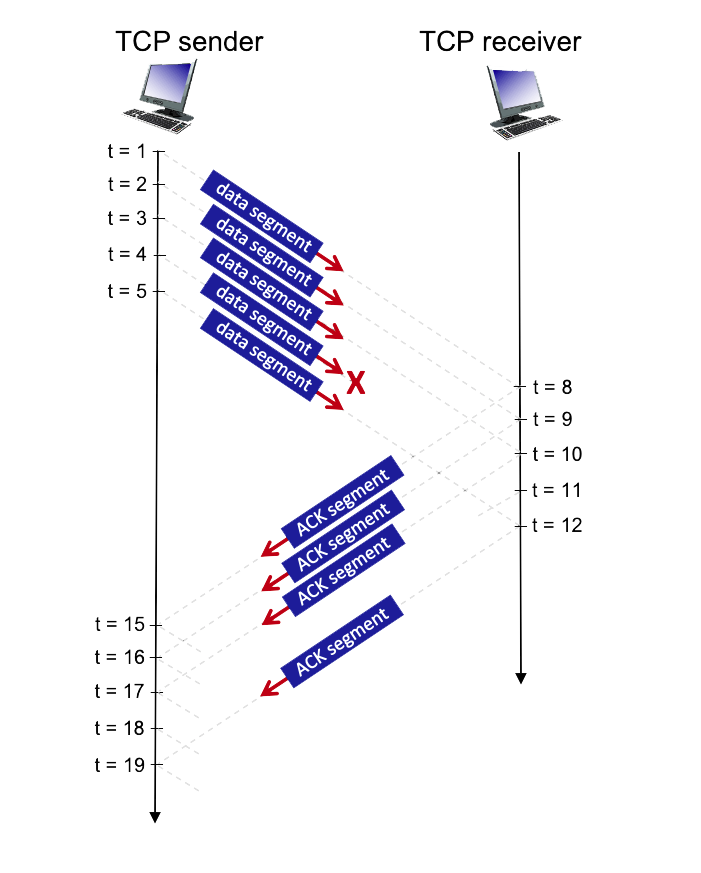 TCP sender
TCP receiver
t = 1
t = 2
t = 3
t = 4
t = 5
data segment
data segment
data segment
data segment
data segment
X
t = 8
t = 9
t = 10
t = 11
t = 12
ACK segment
ACK segment
ACK segment
ACK segment
t = 15
t = 16
t = 17
t = 18
t = 19